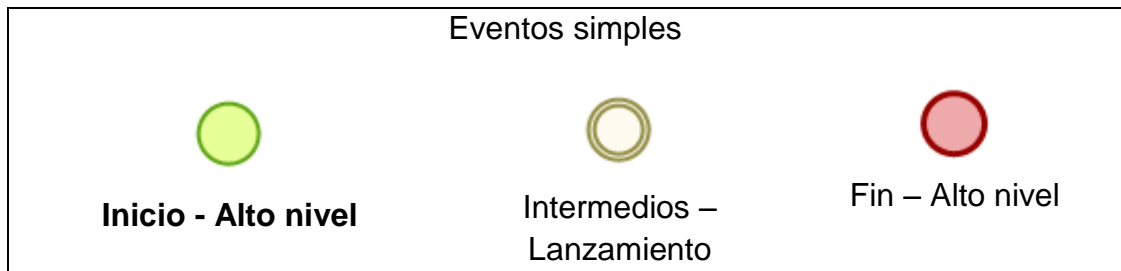 Eventos simples
Inicio - Alto nivel
Intermedios –
Lanzamiento
Fin – Alto nivel